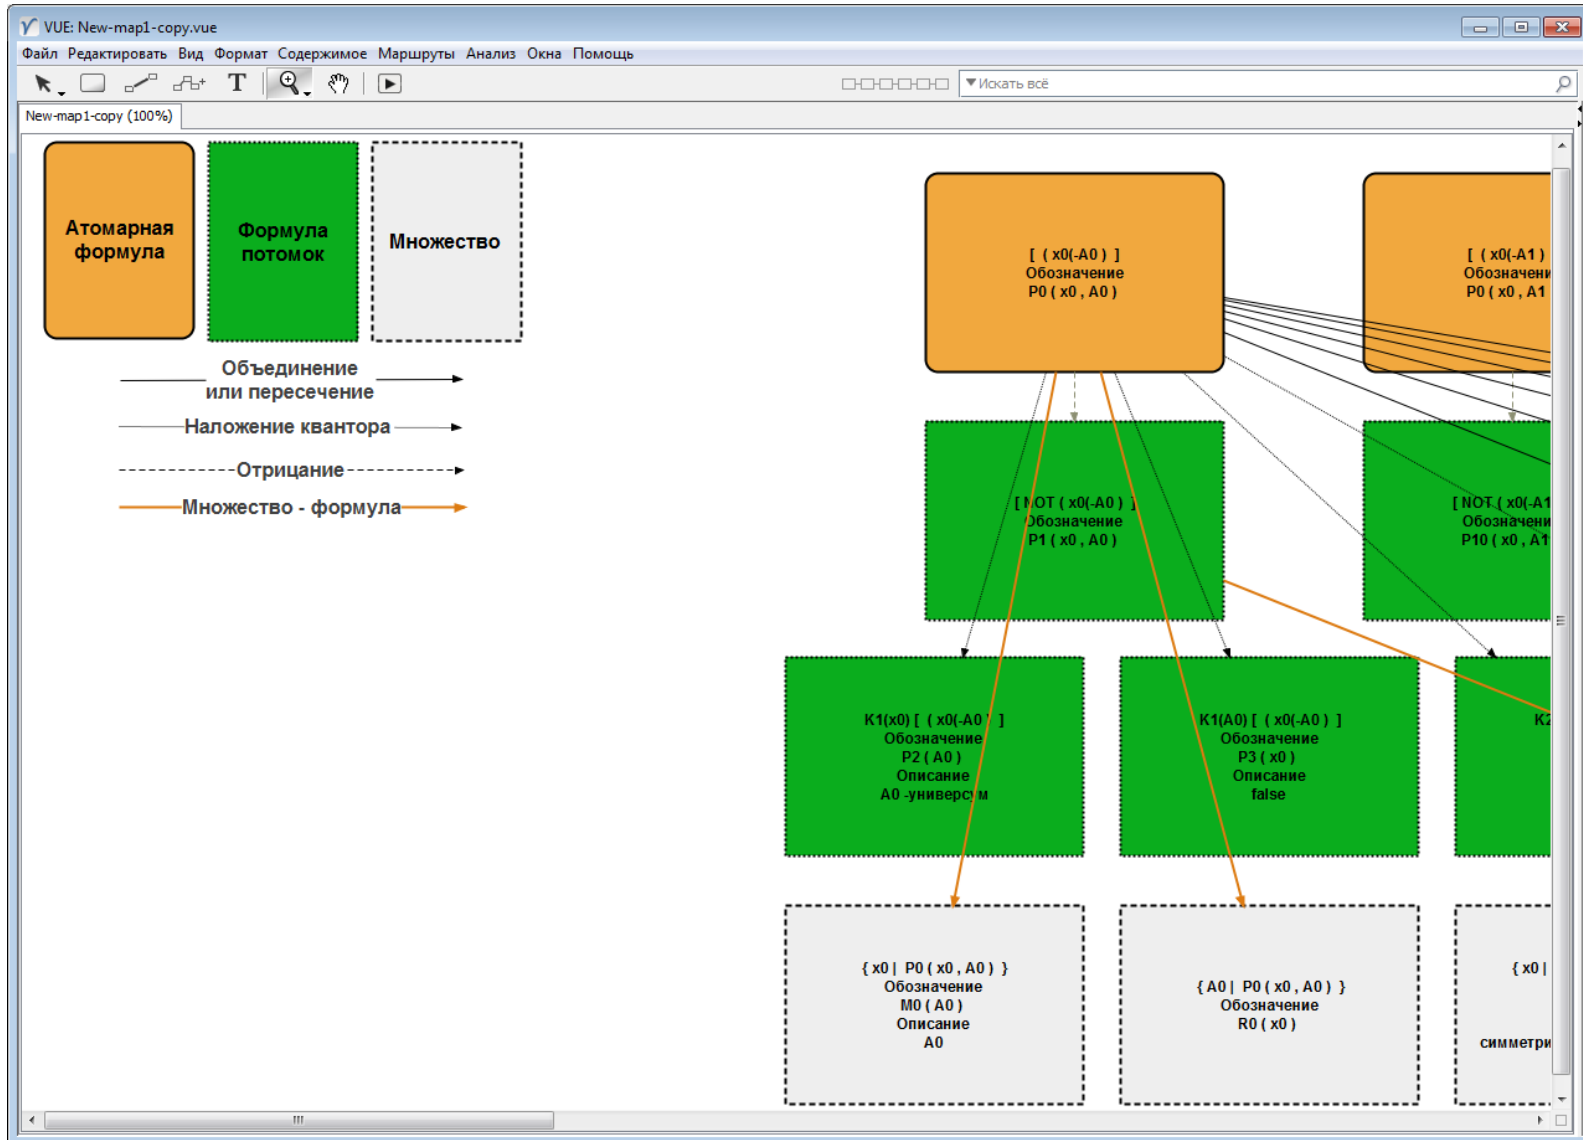 VUE: New-map1-copy.vue
Файл Редактировать Вид Формат Содержимое Маршруты Анализ Окна Помощь
T
Искать всё
New-map1-copy (100%)
Атомарная
формула
Формула
потомок
Множество
Объединение
или пересечение
Наложение квантора
Отрицание
Множество - формула
[ ( x0(-A0 ) ]
Обозначение
P0 ( x0 , A0 )
[ ( x0(-A1 )
Обозначени
P0 ( x0 , A1
[ NOT ( x0(-A0 ) ]
Обозначение
P1 ( x0 , A0 )
[ NOT ( x0(-A1
Обозначени
P10 ( x0 , A1
K1(x0) [ ( x0(-A0 ) ]
Обозначение
P2 ( A0 )
Описание
A0 -универсум
K1(A0) [ ( x0(-A0 ) ]
Обозначение
P3 ( x0 )
Описание
false
K2
{ x0 | P0 ( x0 , A0 ) }
Обозначение
M0 ( A0 )
Описание
A0
{ A0 | P0 ( x0 , A0 ) }
Обозначение
R0 ( x0 )
{ x0 |
симметри